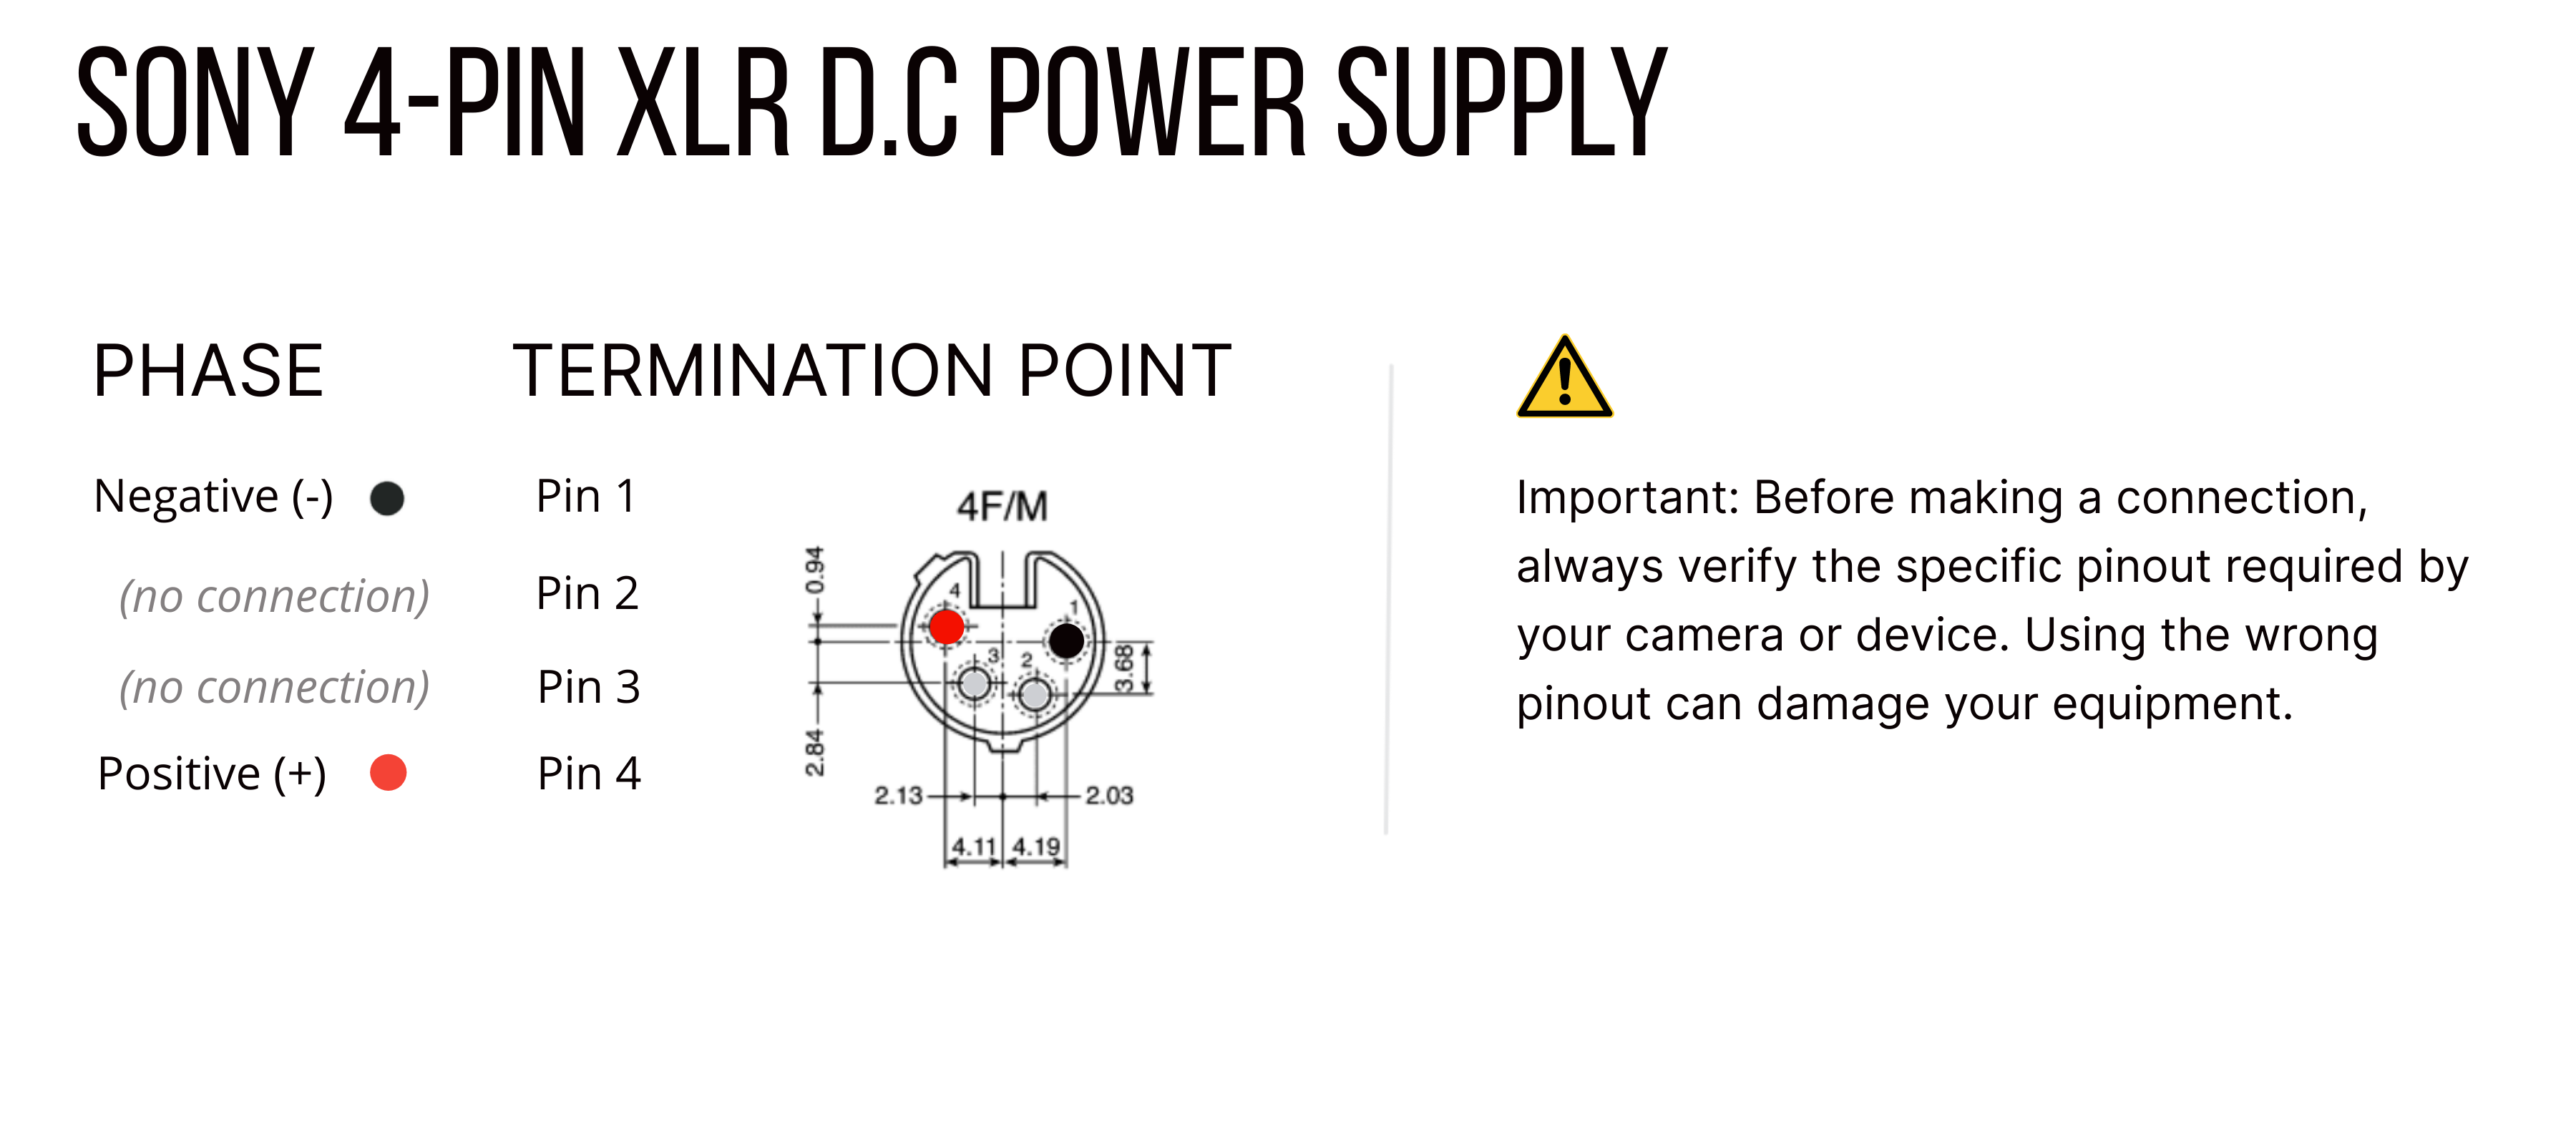 SONY 4-PIN XLR D.C POWER SUPPLY
PHASE
TERMINATION POINT
Negative (-)
Pin 1
(no connection)
Pin 2
(no connection)
Pin 3
Positive (+)
Pin 4
4F/M
0.94
4
1
3
2
3.68
2.84
2.13
2.03
4.11
4.19
Important: Before making a connection,
always verify the specific pinout required by
your camera or device. Using the wrong
pinout can damage your equipment.